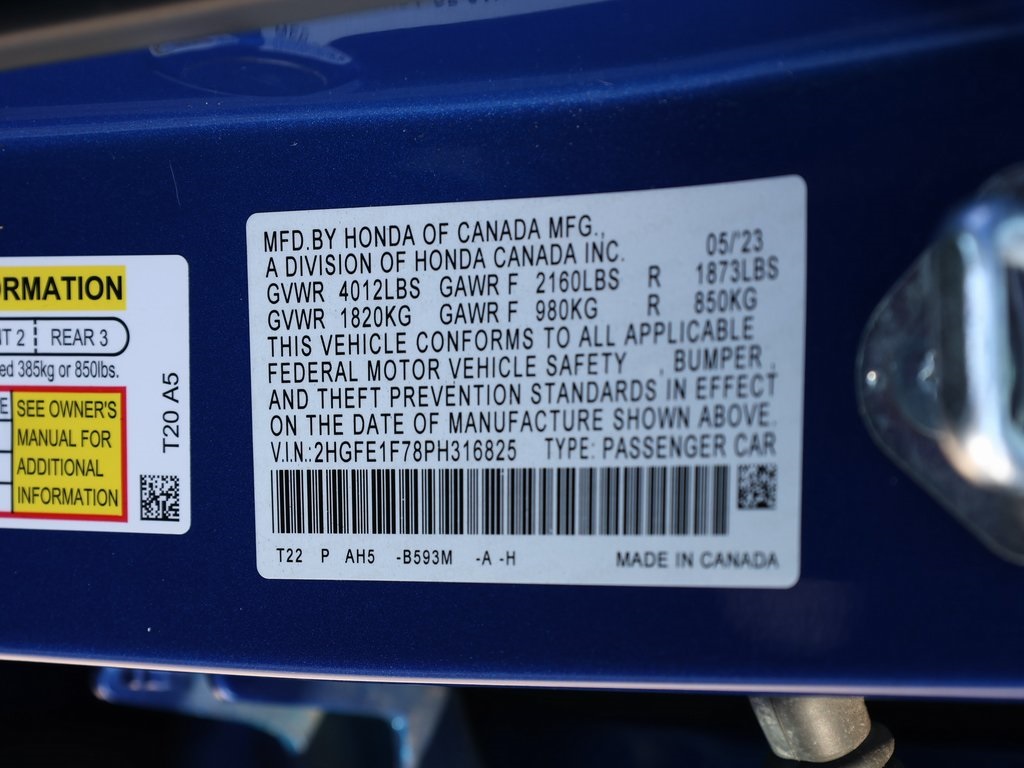 ORMATION
T 2 REAR 3
ed 385kg or 850lbs.
E SEE OWNER'S
MANUAL FOR
ADDITIONAL
INFORMATION
T20 A5
MFD.BY HONDA OF CANADA MFG.,
A DIVISION OF HONDA CANADA INC. 05/'23
GVWR 4012LBS GAWR F 2160LBS R 1873LBS
GVWR 1820KG GAWR F 980KG R 850KG
THIS VEHICLE CONFORMS TO ALL APPLICABLE
FEDERAL MOTOR VEHICLE SAFETY , BUMPER ,
AND THEFT PREVENTION STANDARDS IN EFFECT
ON THE DATE OF MANUFACTURE SHOWN ABOVE.
V.I.N.:2HGFE1F78PH316825 TYPE: PASSENGER CAR
T22 P AH5 -B593M -A -H MADE IN CANADA